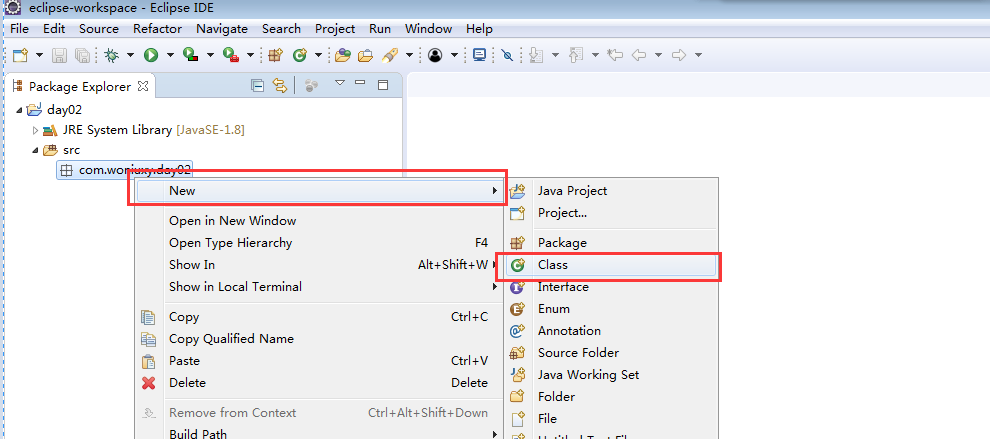 eclipse-workspace - Eclipse IDE
File Edit Source Refactor Navigate Search Project Run Window Help
Package Explorer
day02
JRE System Library [JavaSE-1.8]
src
com.woniuxy.day02
New
Open in New Window
Open Type Hierarchy F4
Show In Alt+Shift+W
Show in Local Terminal
Copy Ctrl+C
Copy Qualified Name
Paste Ctrl+V
Delete Delete
Remove from Context Ctrl+Alt+Shift+Down
Build Path
Java Project
Project...
Package
Class
Interface
Enum
Annotation
Source Folder
Java Working Set
Folder
File
Untitled Text File